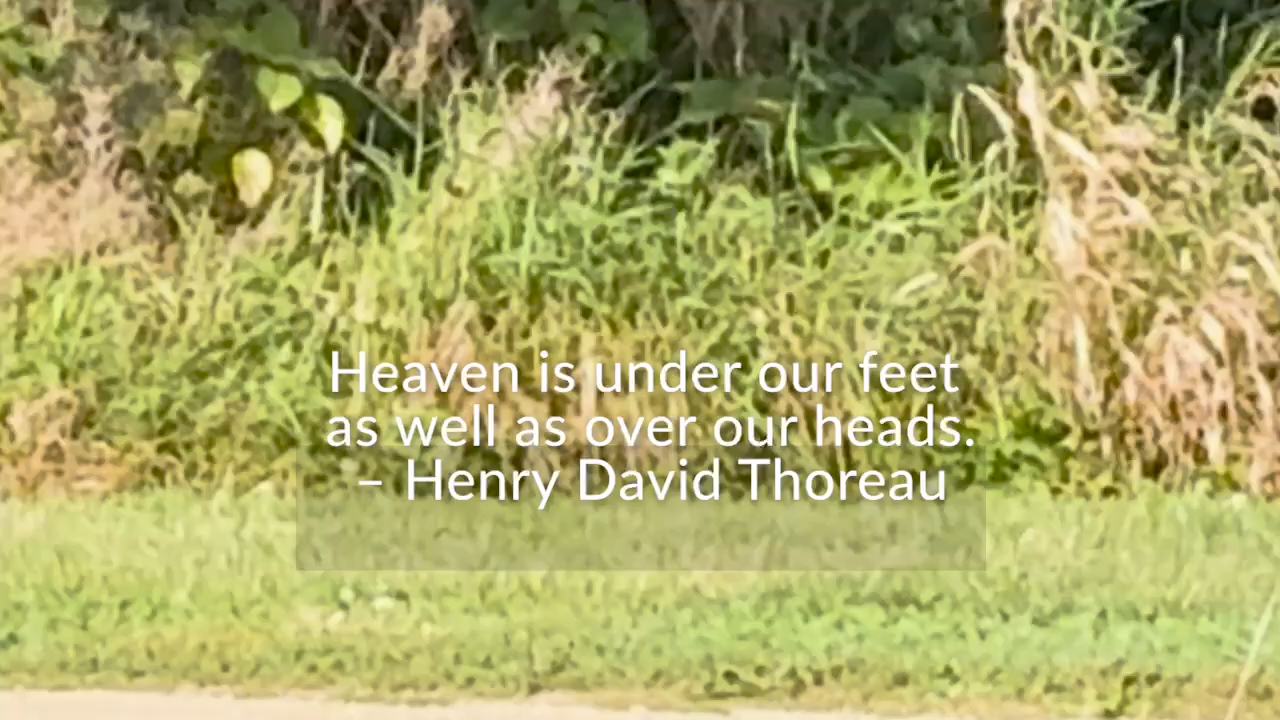 Heaven is under our feet
as well as over our heads.
– Henry David Thoreau